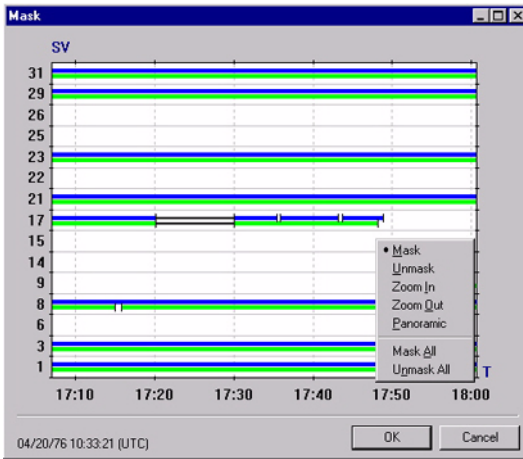 Mask
SV
31
29
26
25
23
22
21
17
15
14
9
8
6
3
1
Mask
Unmask
Zoom In
Zoom Out
Panoramic
Mask All
Unmask All
T
17:10 17:20 17:30 17:40 17:50 18:00
04/20/76 10:33:21 (UTC)
OK Cancel